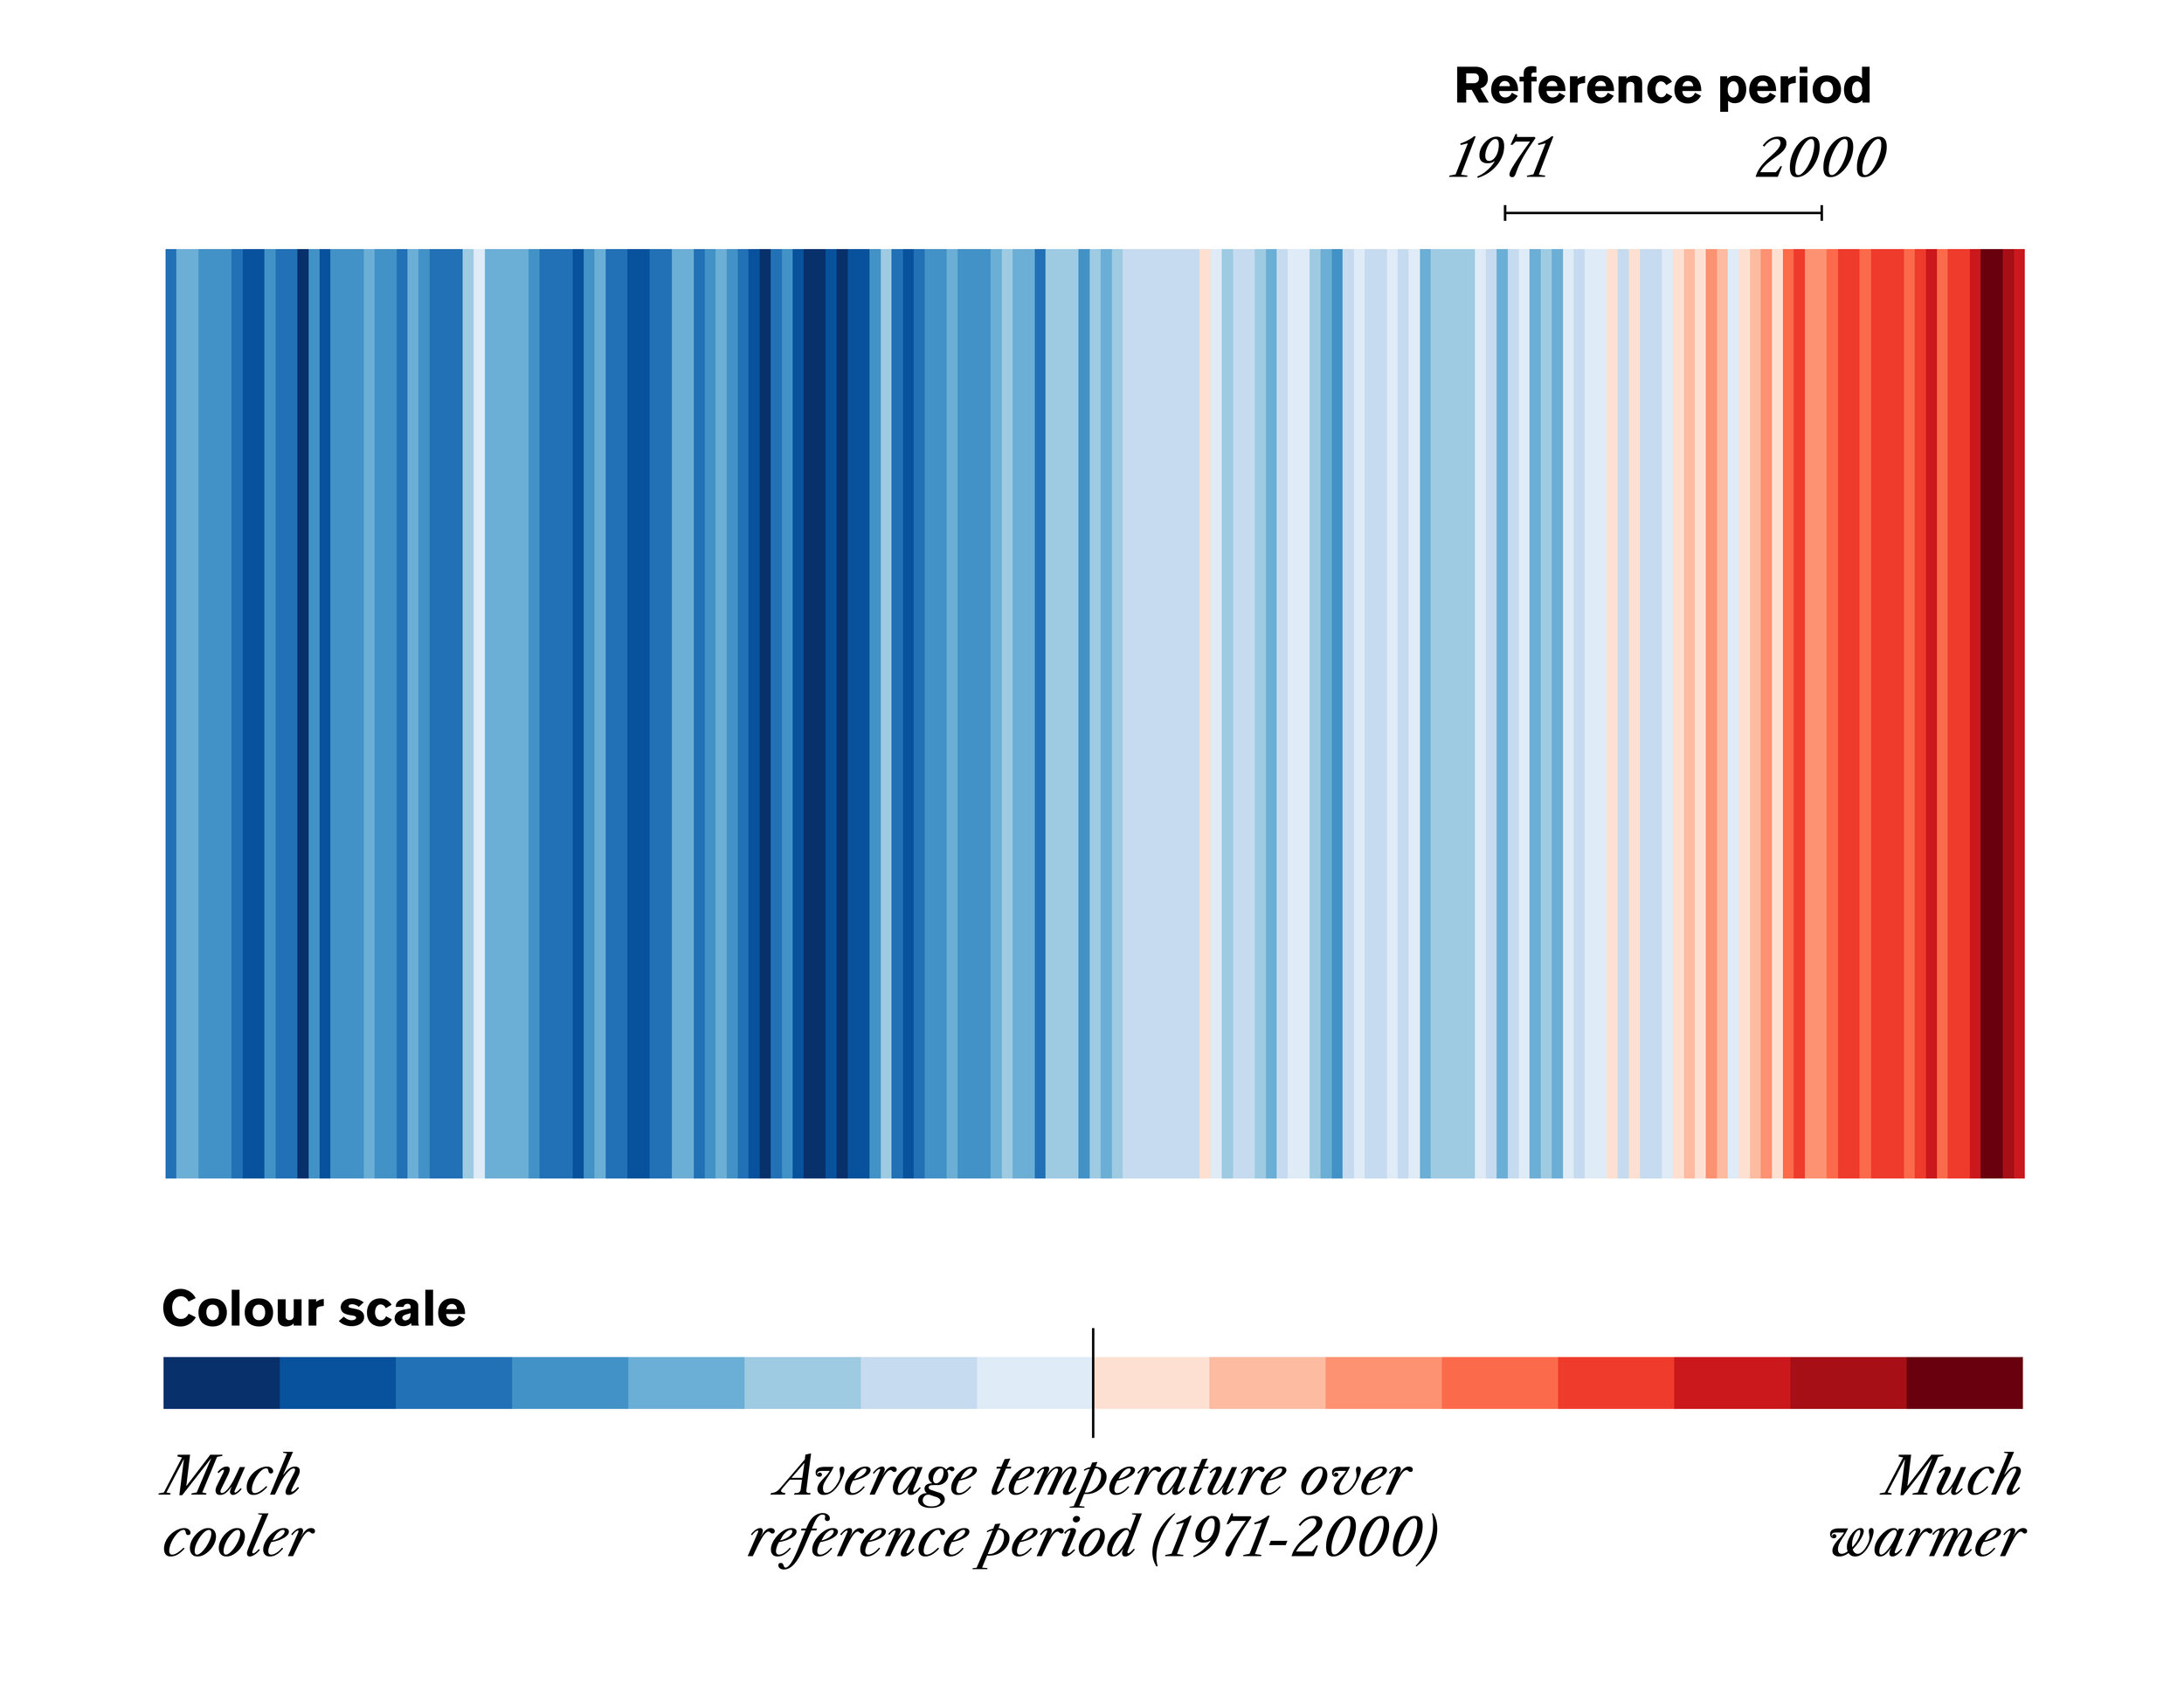 Reference period
1971 2000
Colour scale
Much cooler
Average temperature over
reference period (1971-2000)
Much warmer